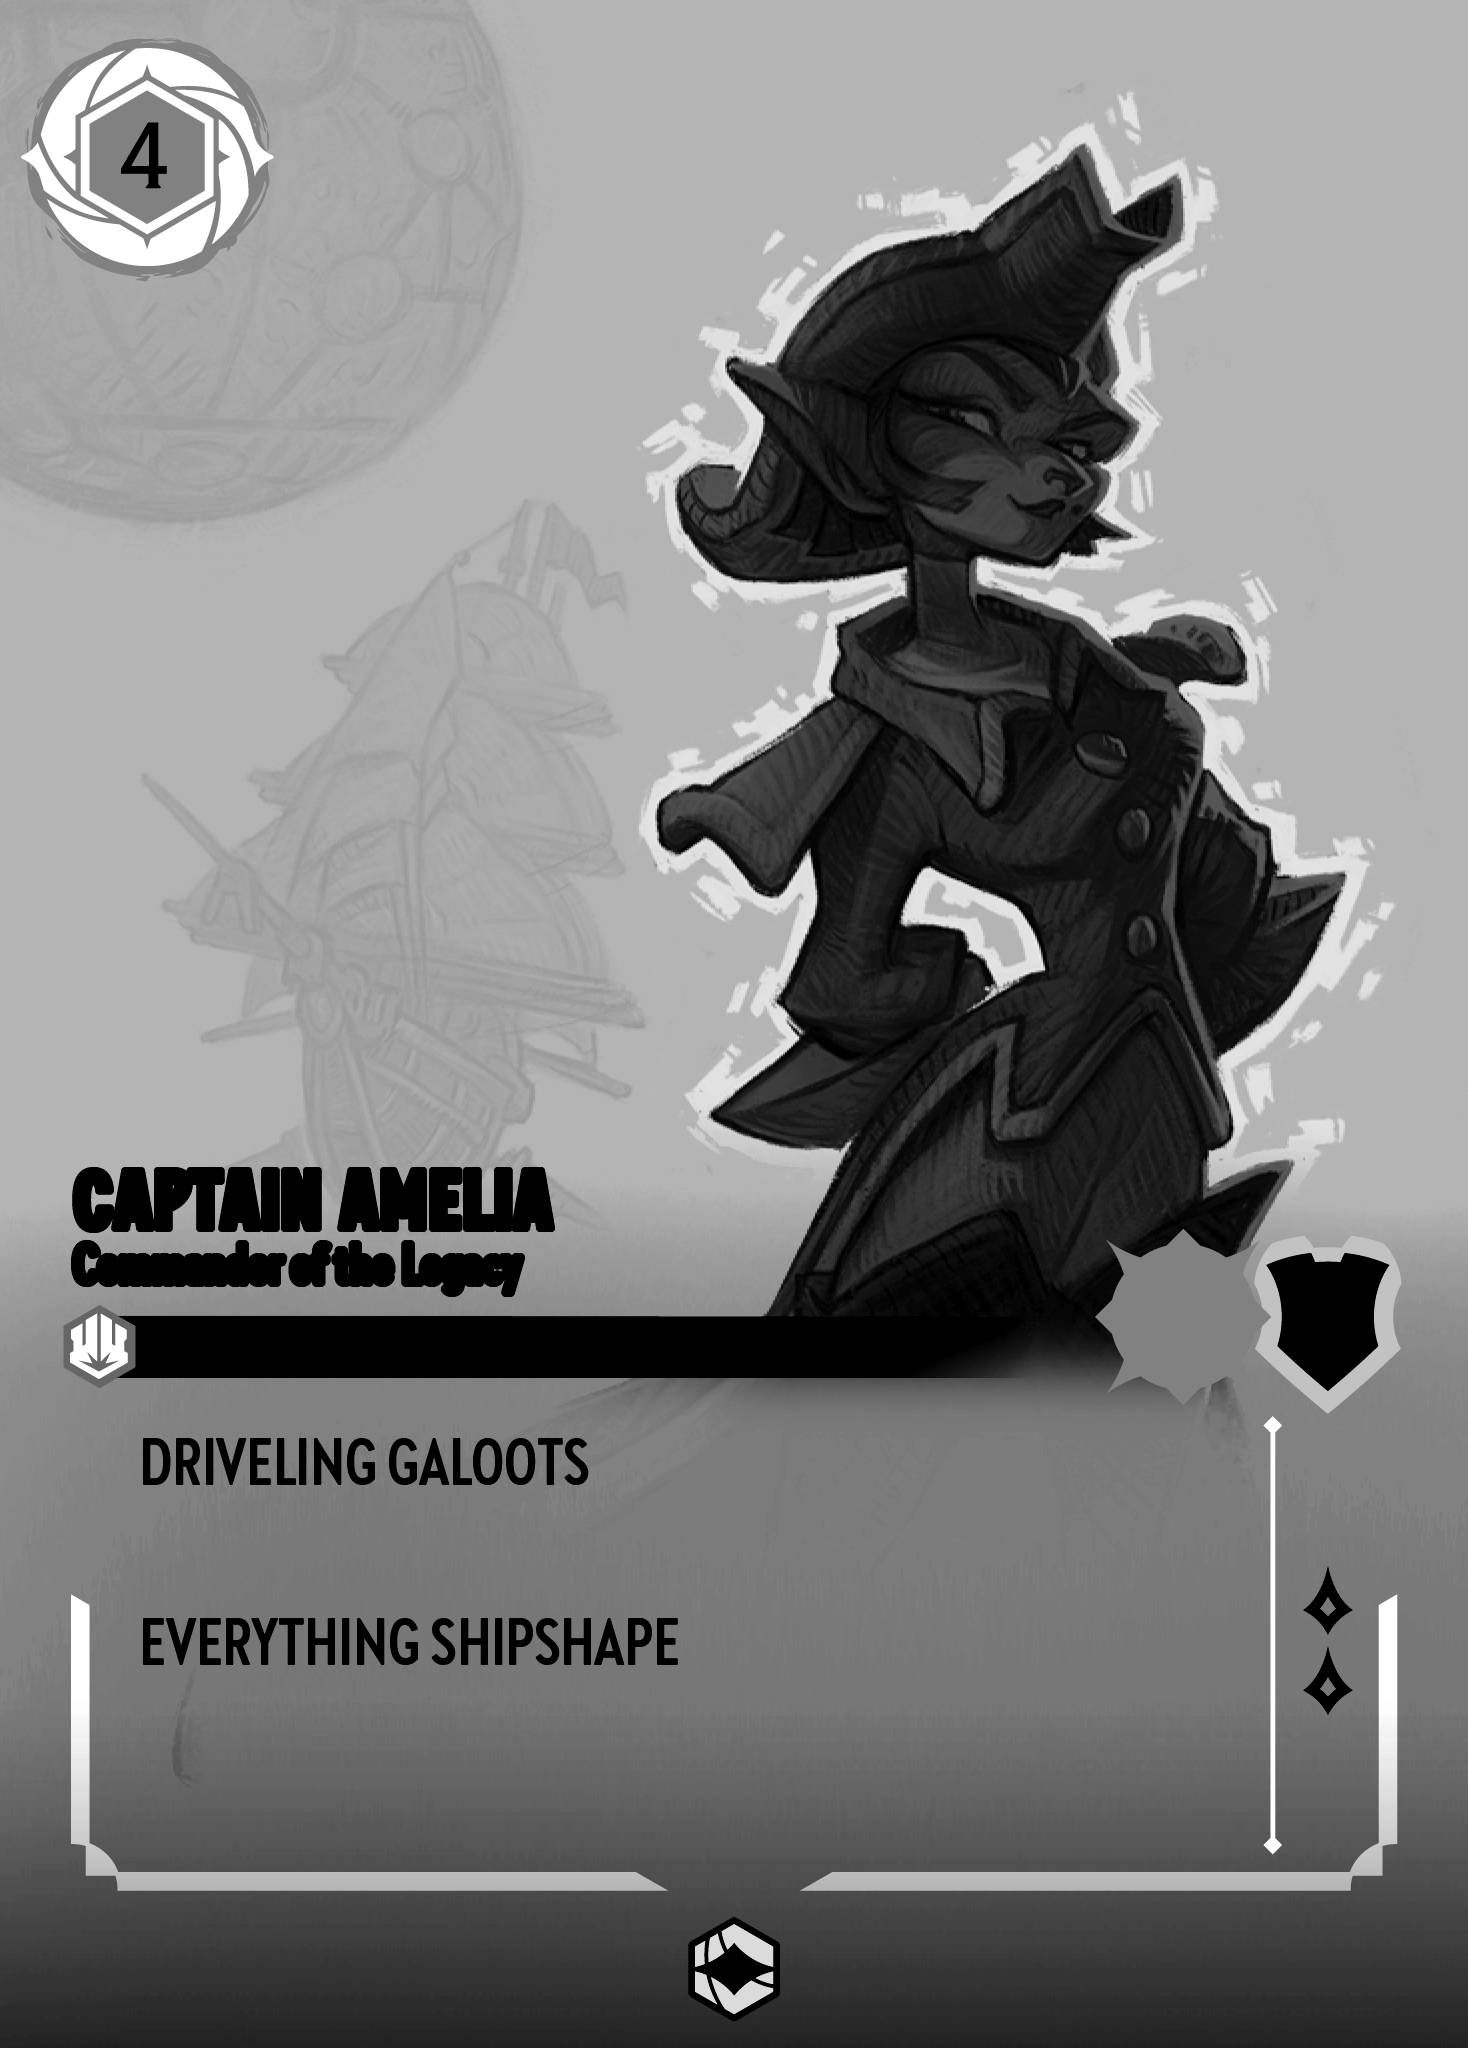 4
CAPTAIN AMELIA
Commander of the Legacy
DRIVELING GALOOTS
EVERYTHING SHIPSHAPE